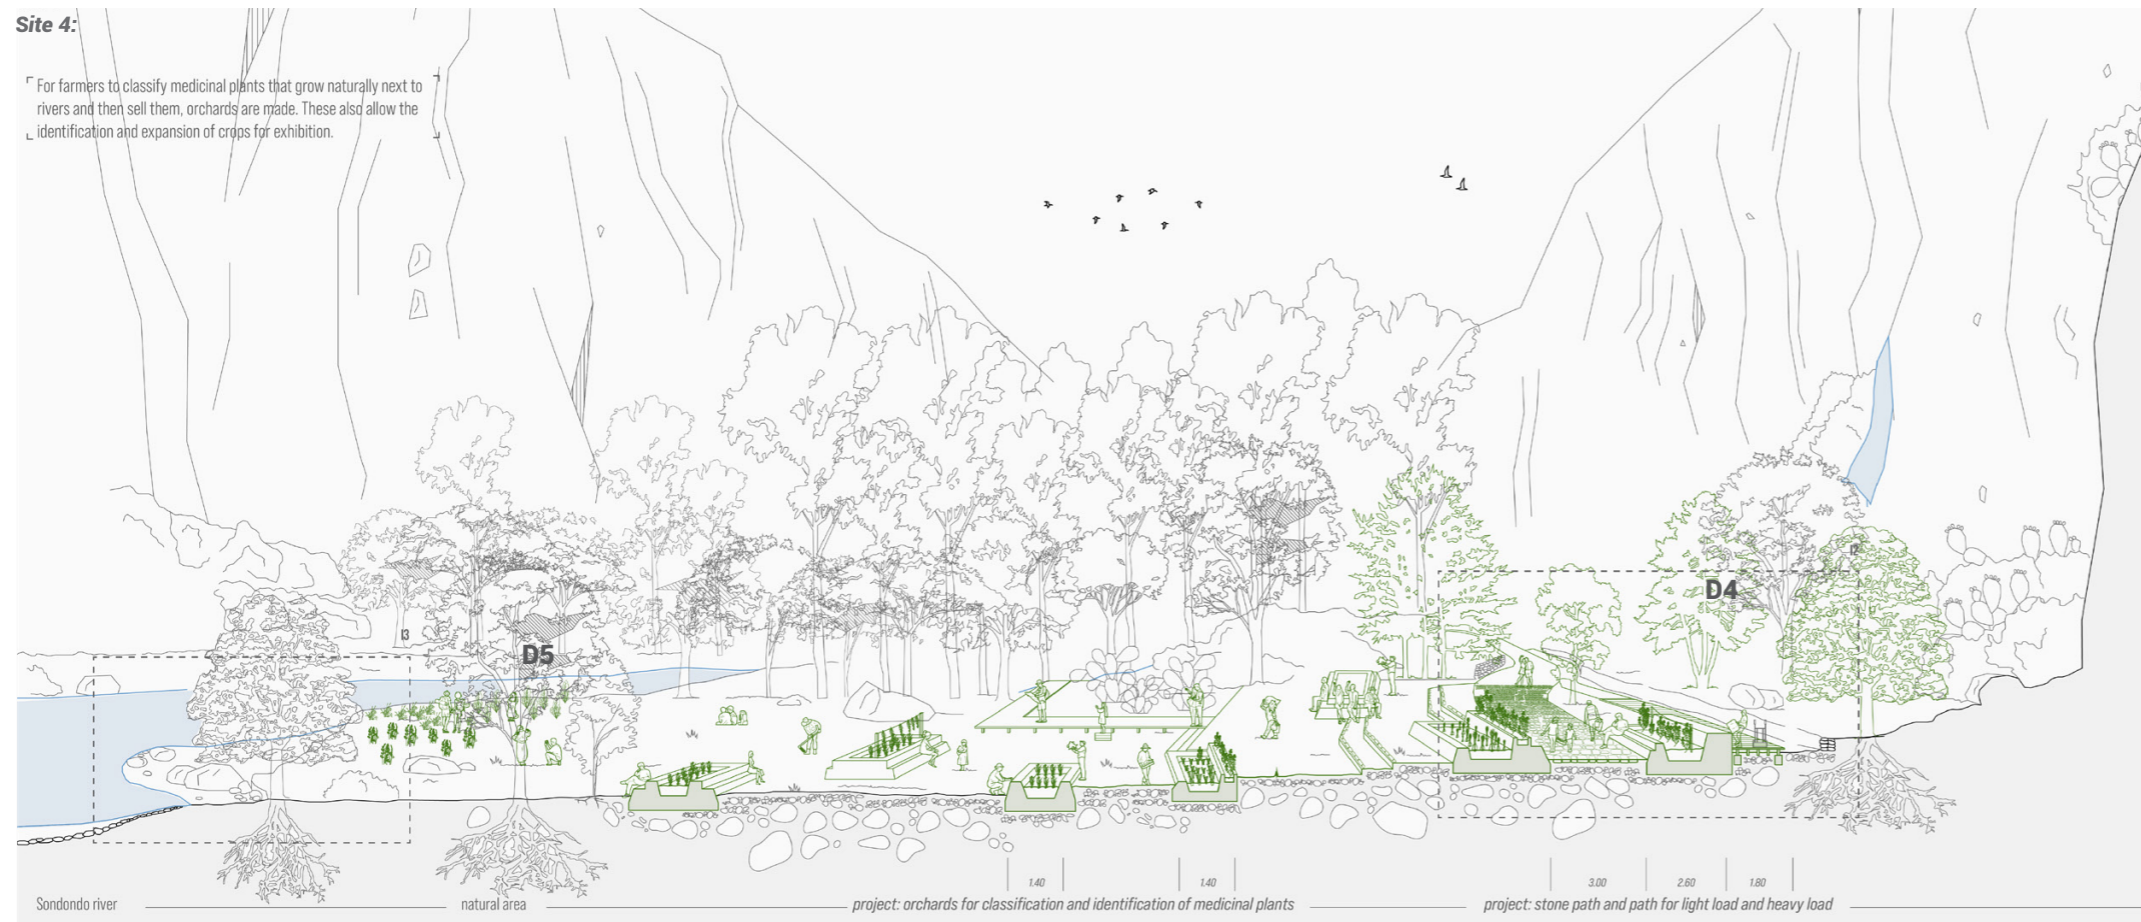 Site 4:
For farmers to classify medicinal plants that grow naturally next to
rivers and then sell them, orchards are made. These also allow the
identification and expansion of crops for exhibition.
I2
D4
I3
D5
1.40
1.40
3.00
2.60
1.80
Sondondo river
natural area
project: orchards for classification and identification of medicinal plants
project: stone path and path for light load and heavy load